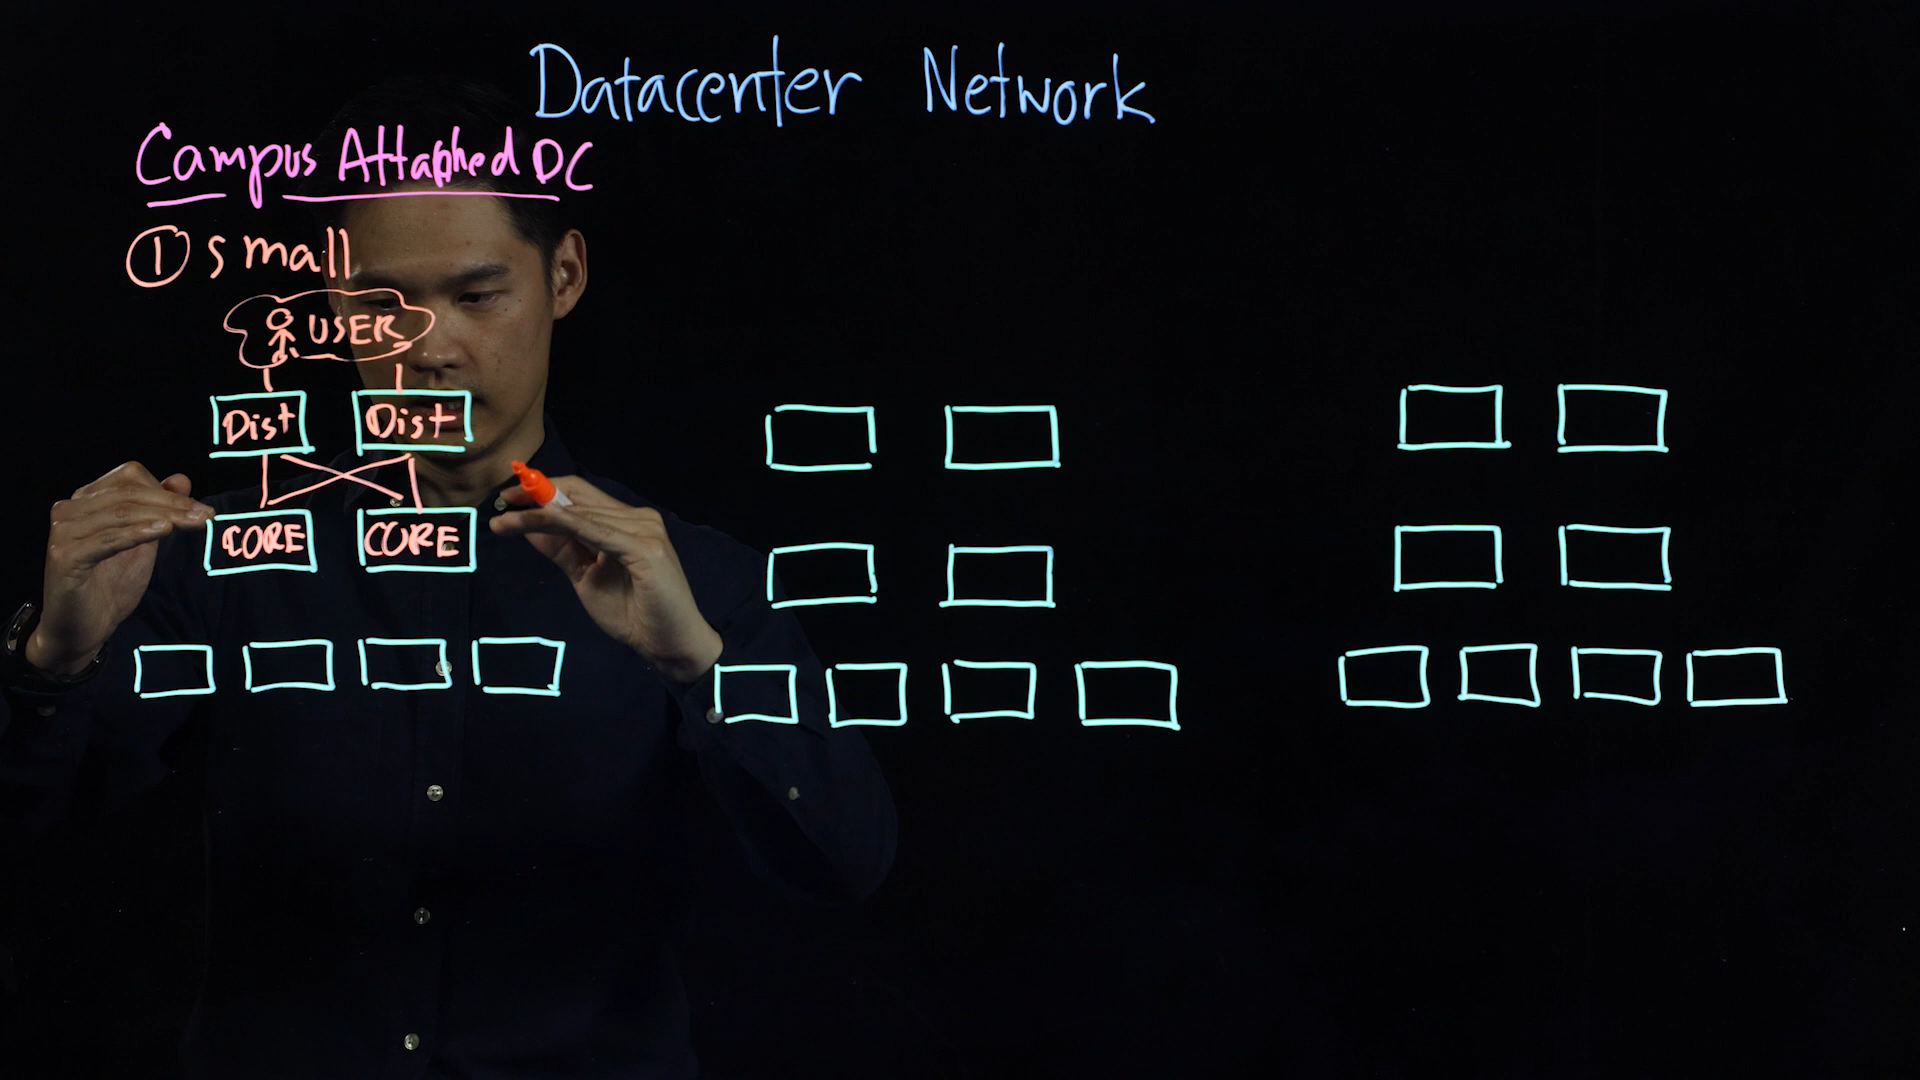 Datacenter Network
Campus Attached DC
① small
USER
Dist Dist
CORE CORE